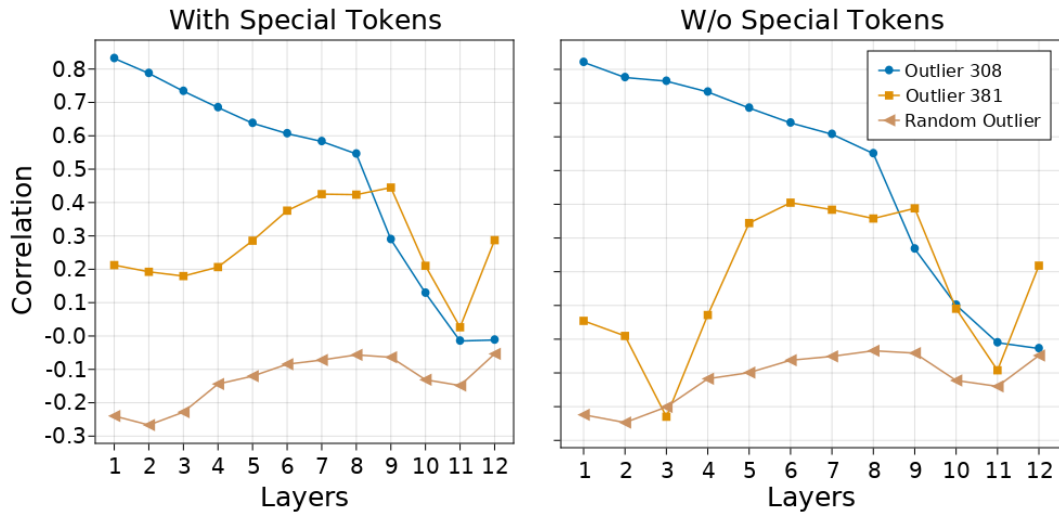 With Special Tokens
W/o Special Tokens
Correlation
0.8
0.7
0.6
0.5
0.4
0.3
0.2
0.1
-0.0
-0.1
-0.2
-0.3
1 2 3 4 5 6 7 8 9 10 11 12
Layers
Outlier 308
Outlier 381
Random Outlier
1 2 3 4 5 6 7 8 9 10 11 12
Layers